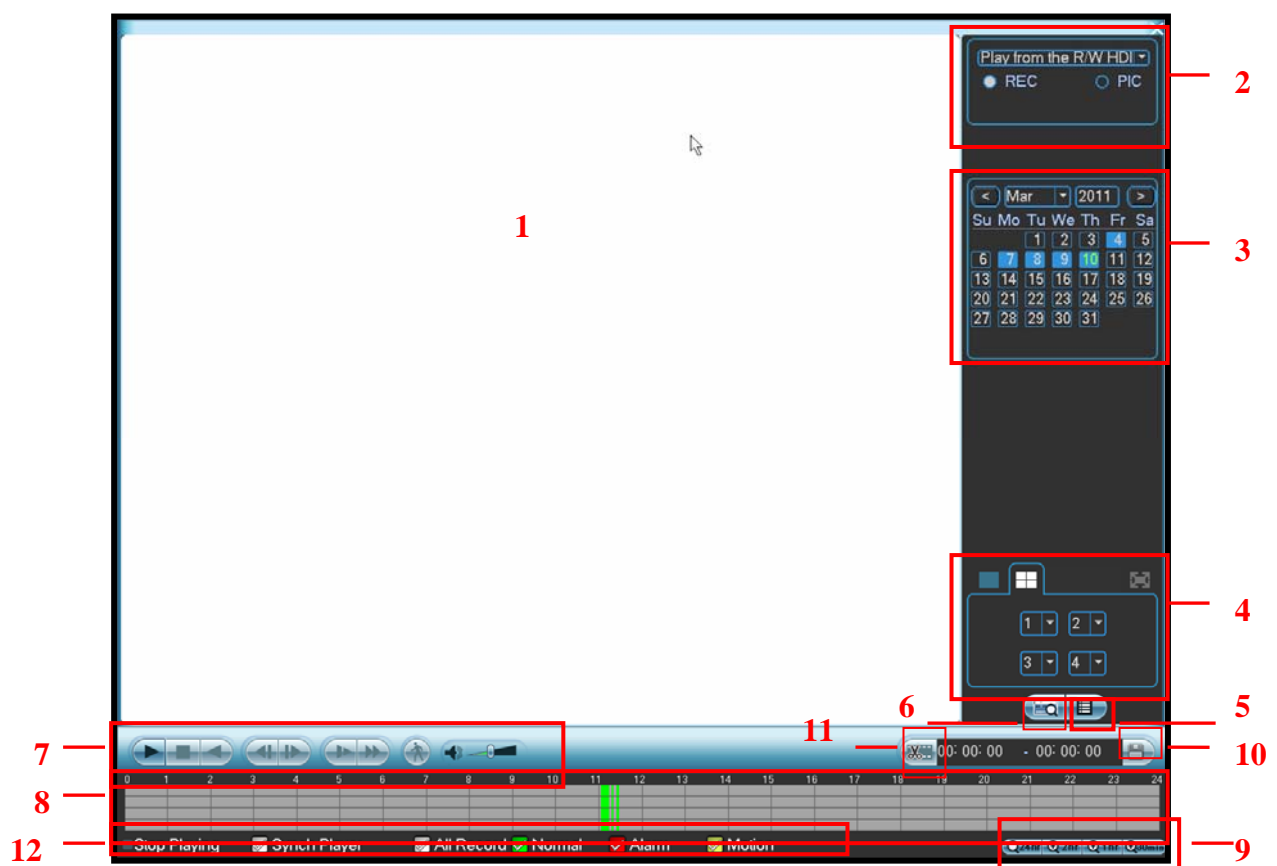 Play from the R/W HDI
REC PIC
2
< Mar 2011 >
Su Mo Tu We Th Fr Sa
1 2 3 4 5
6 7 8 9 10 11 12
13 14 15 16 17 18 19
20 21 22 23 24 25 26
27 28 29 30 31
3
1
1 2
3 4
4
6
5
11
00:00:00 - 00:00:00
10
7
0 1 2 3 4 5 6 7 8 9 10 11 12 13 14 15 16 17 18 19 20 21 22 23 24
8
Stop Playing Synch Player All Record Normal Alarm Motion
12
24hr 2hr 1hr 30min
9